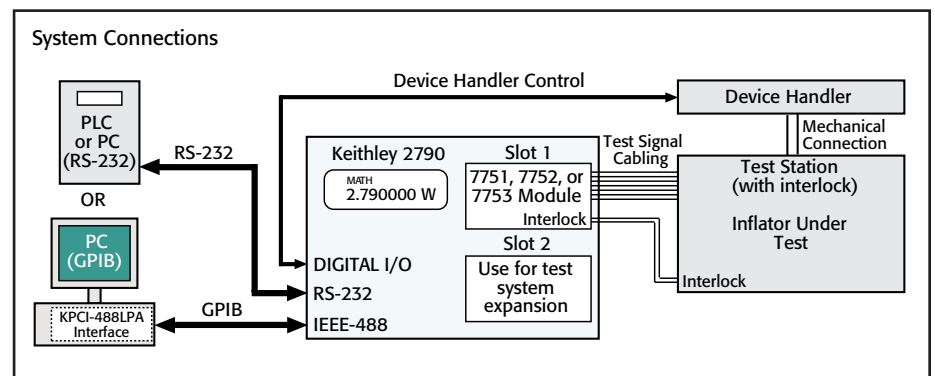 System Connections
Device Handler Control
Device Handler
PLC
or PC
(RS-232)
RS-232
OR
PC
(GPIB)
KPCI-488LPA
Interface
GPIB
Keithley 2790
MATH
2.790000 W
DIGITAL I/O
RS-232
IEEE-488
Slot 1
7751, 7752, or
7753 Module
Interlock
Slot 2
Use for test
system
expansion
Test Signal
Cabling
Mechanical
Connection
Test Station
(with interlock)
Inflator Under
Test
Interlock